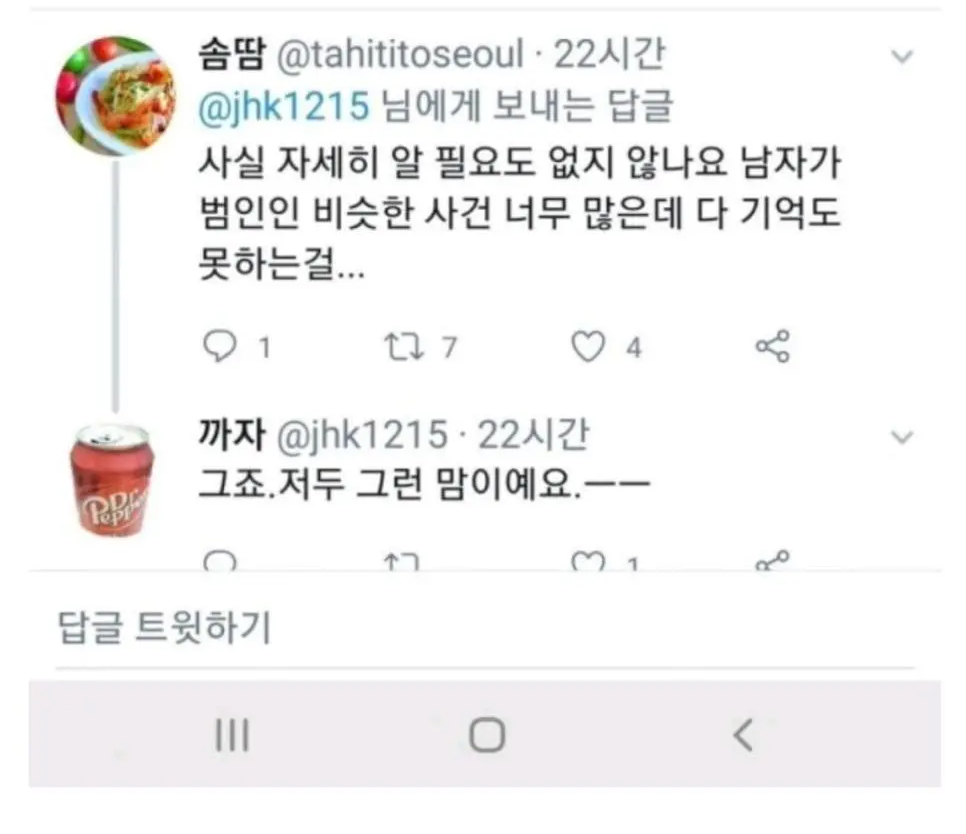 솜땀 @tahititoseoul · 22시간
@jhk1215 님에게 보내는 답글
사실 자세히 알 필요도 없지 않나요 남자가
범인인 비슷한 사건 너무 많은데 다 기억도
못하는걸...
1 7 4
까자 @jhk1215 · 22시간
그죠.저두 그런 맘이예요.ㅡㅡ
Dr Pepper
1
답글 트윗하기